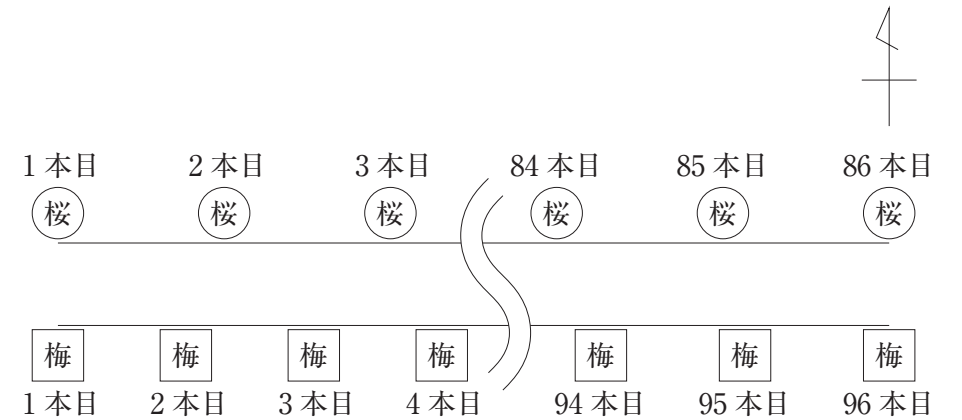 1本目 2本目 3本目 84本目 85本目 86本目
桜 桜 桜 桜 桜 桜
梅 梅 梅 梅 梅 梅 梅
1本目 2本目 3本目 4本目 94本目 95本目 96本目